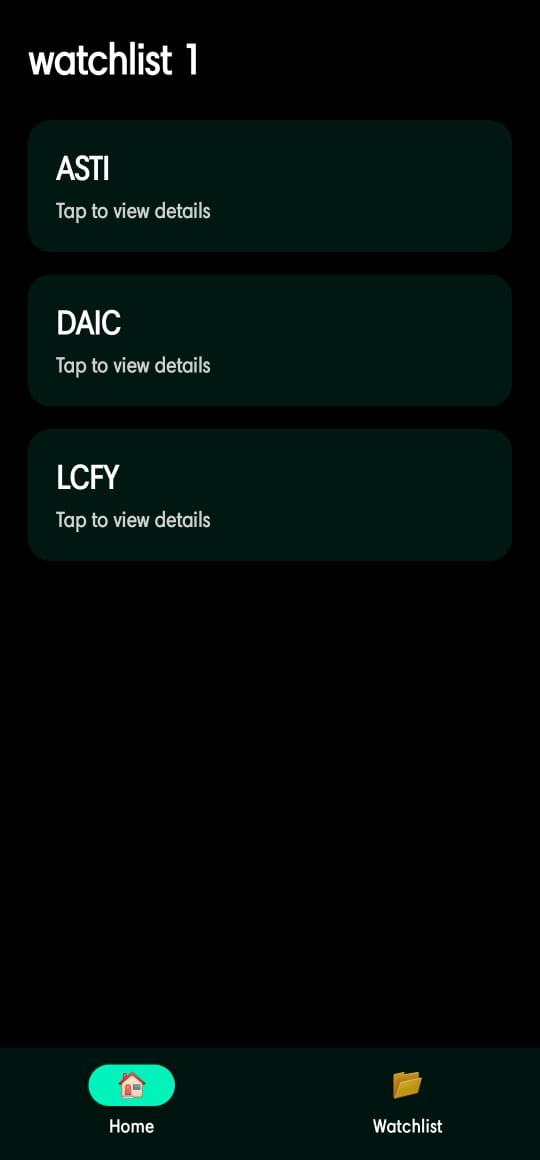 watchlist 1
ASTI
Tap to view details
DAIC
Tap to view details
LCFY
Tap to view details
Home
Watchlist